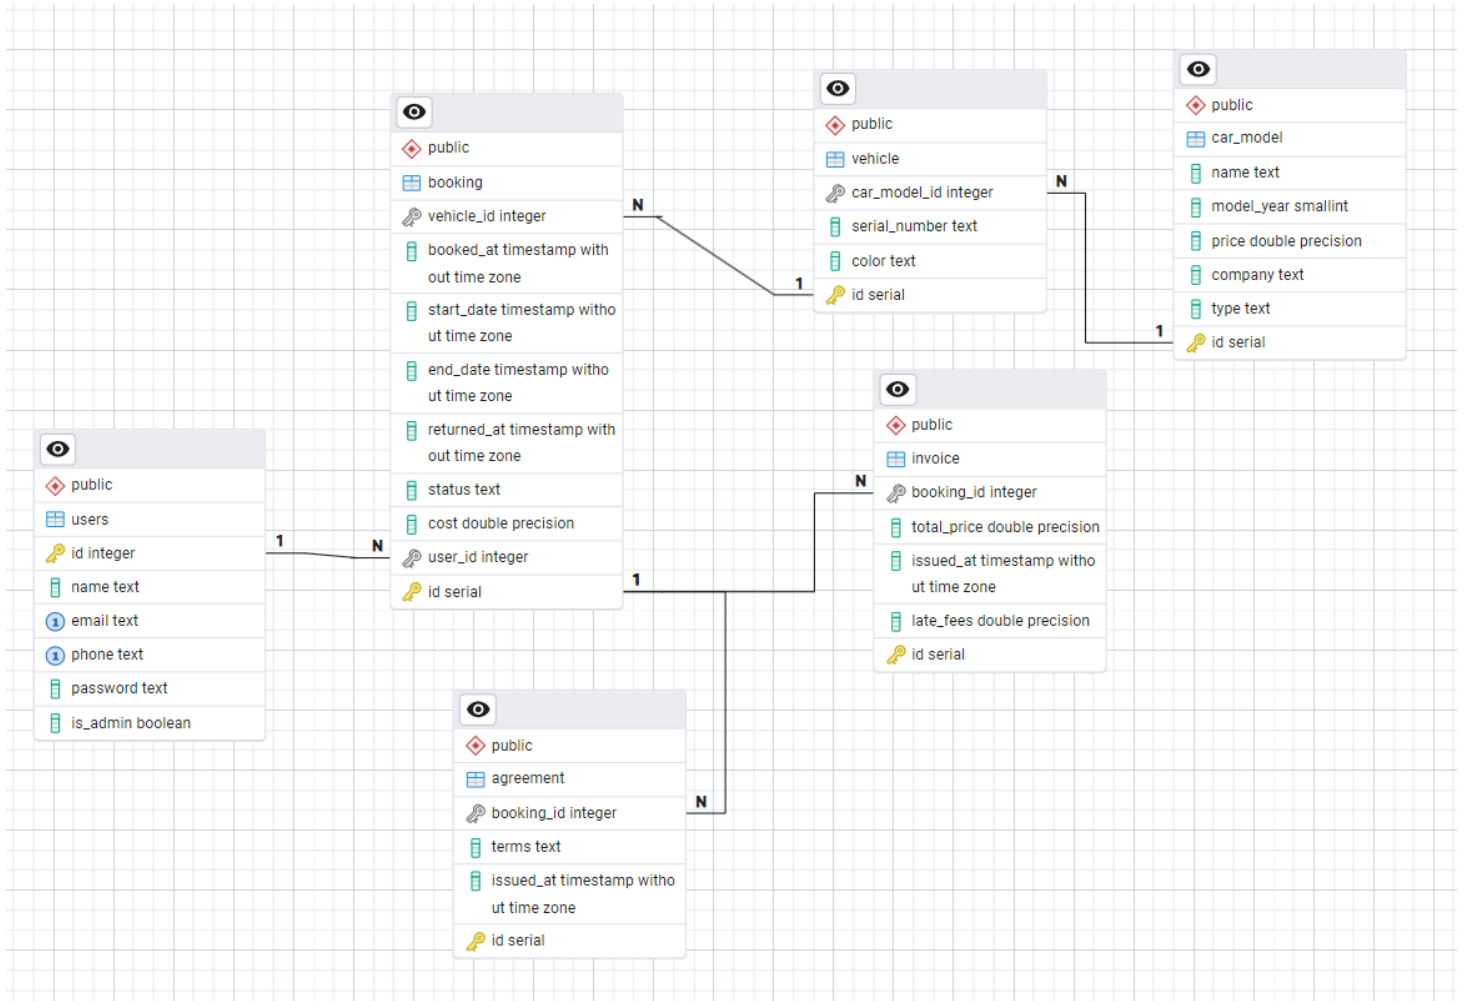 public
booking
vehicle_id integer
booked_at timestamp with
out time zone
start_date timestamp witho
ut time zone
end_date timestamp witho
ut time zone
returned_at timestamp with
out time zone
status text
cost double precision
user_id integer
id serial
N
1
public
vehicle
car_model_id integer
serial_number text
color text
id serial
N
1
public
car_model
name text
model_year smallint
price double precision
company text
type text
id serial
public
users
id integer
name text
1 email text
1 phone text
password text
is_admin boolean
1
N
1
N
public
invoice
booking_id integer
total_price double precision
issued_at timestamp witho
ut time zone
late_fees double precision
id serial
public
agreement
booking_id integer
terms text
issued_at timestamp witho
ut time zone
id serial
N